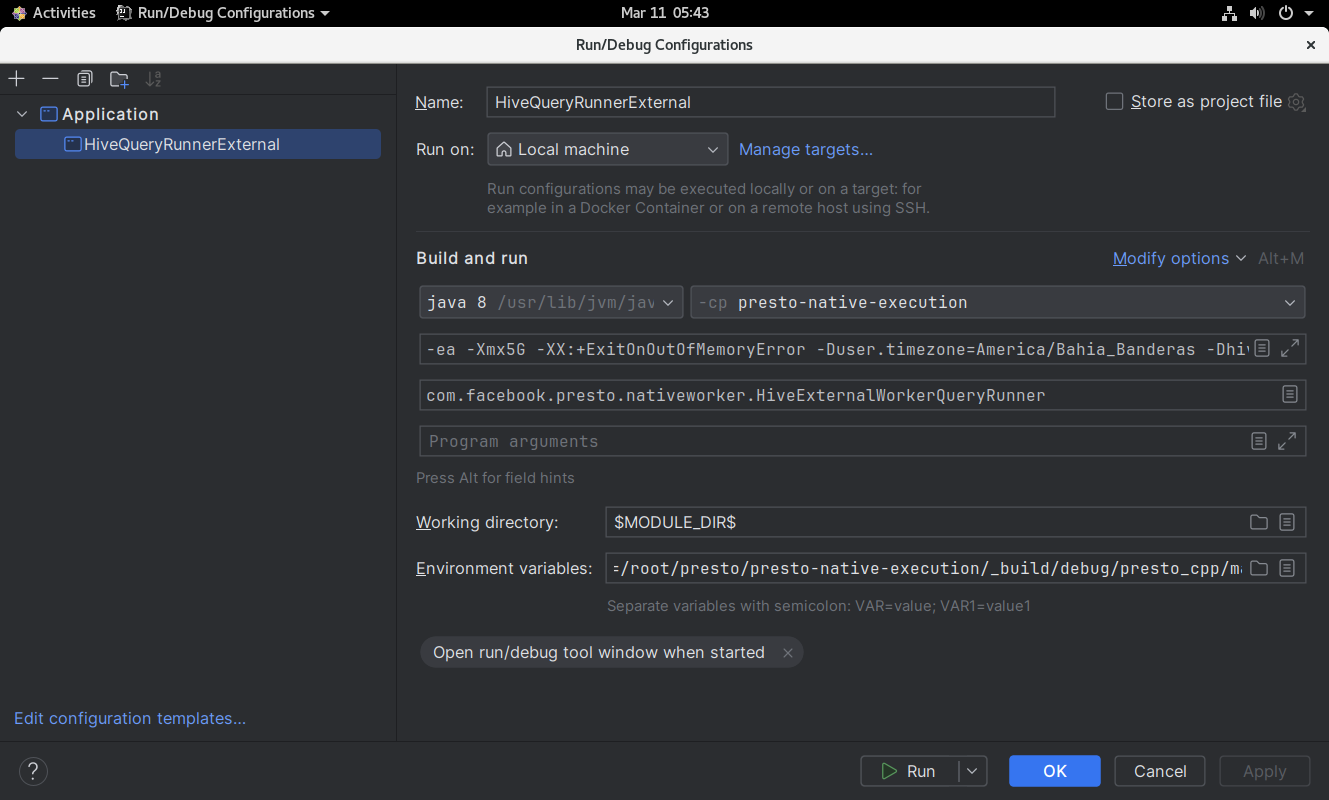 Activities Run/Debug Configurations Mar 11 05:43
Run/Debug Configurations
Application
HiveQueryRunnerExternal
Edit configuration templates...
Name: HiveQueryRunnerExternal Store as project file
Run on: Local machine Manage targets...
Run configurations may be executed locally or on a target: for
example in a Docker Container or on a remote host using SSH.
Build and run Modify options Alt+M
java 8 /usr/lib/jvm/jav -cp presto-native-execution
-ea -Xmx5G -XX:+ExitOnOutOfMemoryError -Duser.timezone=America/Bahia_Banderas -Dhiv
com.facebook.presto.nativeworker.HiveExternalWorkerQueryRunner
Program arguments
Press Alt for field hints
Working directory: $MODULE_DIR$
Environment variables: =/root/presto/presto-native-execution/_build/debug/presto_cpp/ma
Separate variables with semicolon: VAR=value; VAR1=value1
Open run/debug tool window when started
? Run OK Cancel Apply